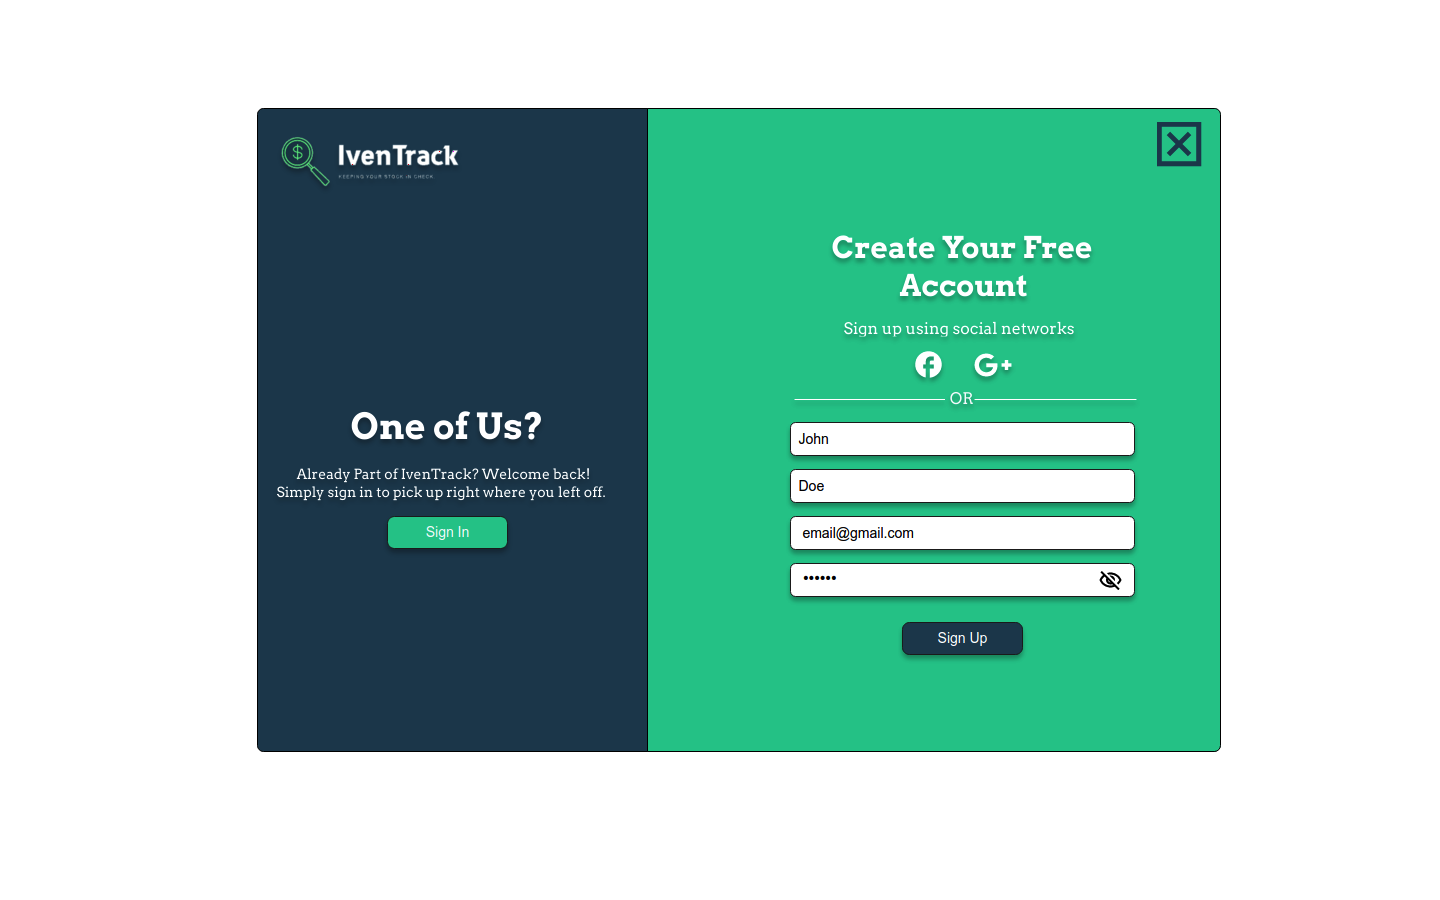 IvenTrack
KEEPING YOUR STOCK IN CHECK
One of Us?
Already Part of IvenTrack? Welcome back!
Simply sign in to pick up right where you left off.
Sign In
Create Your Free
Account
Sign up using social networks
G+
OR
John
Doe
email@gmail.com
••••••
Sign Up